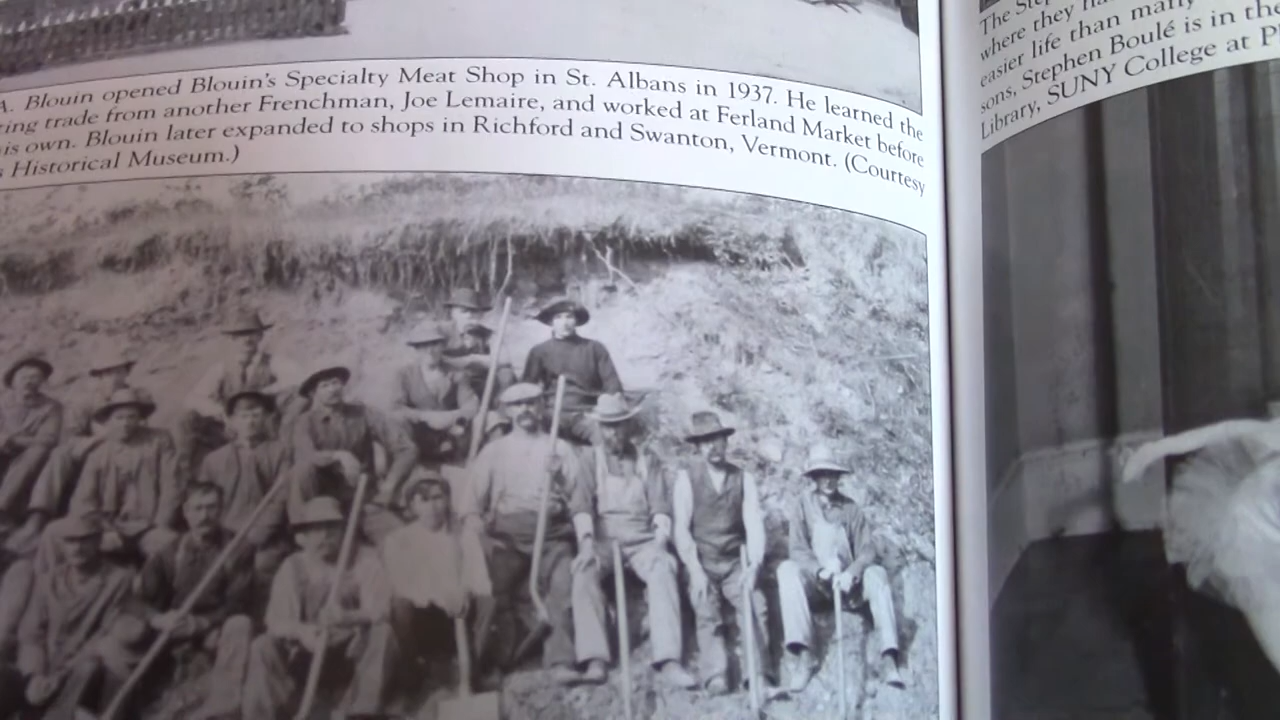 A. Blouin opened Blouin's Specialty Meat Shop in St. Albans in 1937. He learned the
ring trade from another Frenchman, Joe Lemaire, and worked at Ferland Market before
is own. Blouin later expanded to shops in Richford and Swanton, Vermont. (Courtesy
s Historical Museum.)
The
where they
easier life than many
sons, Stephen Boulé is in the
Library, SUNY College at Pl